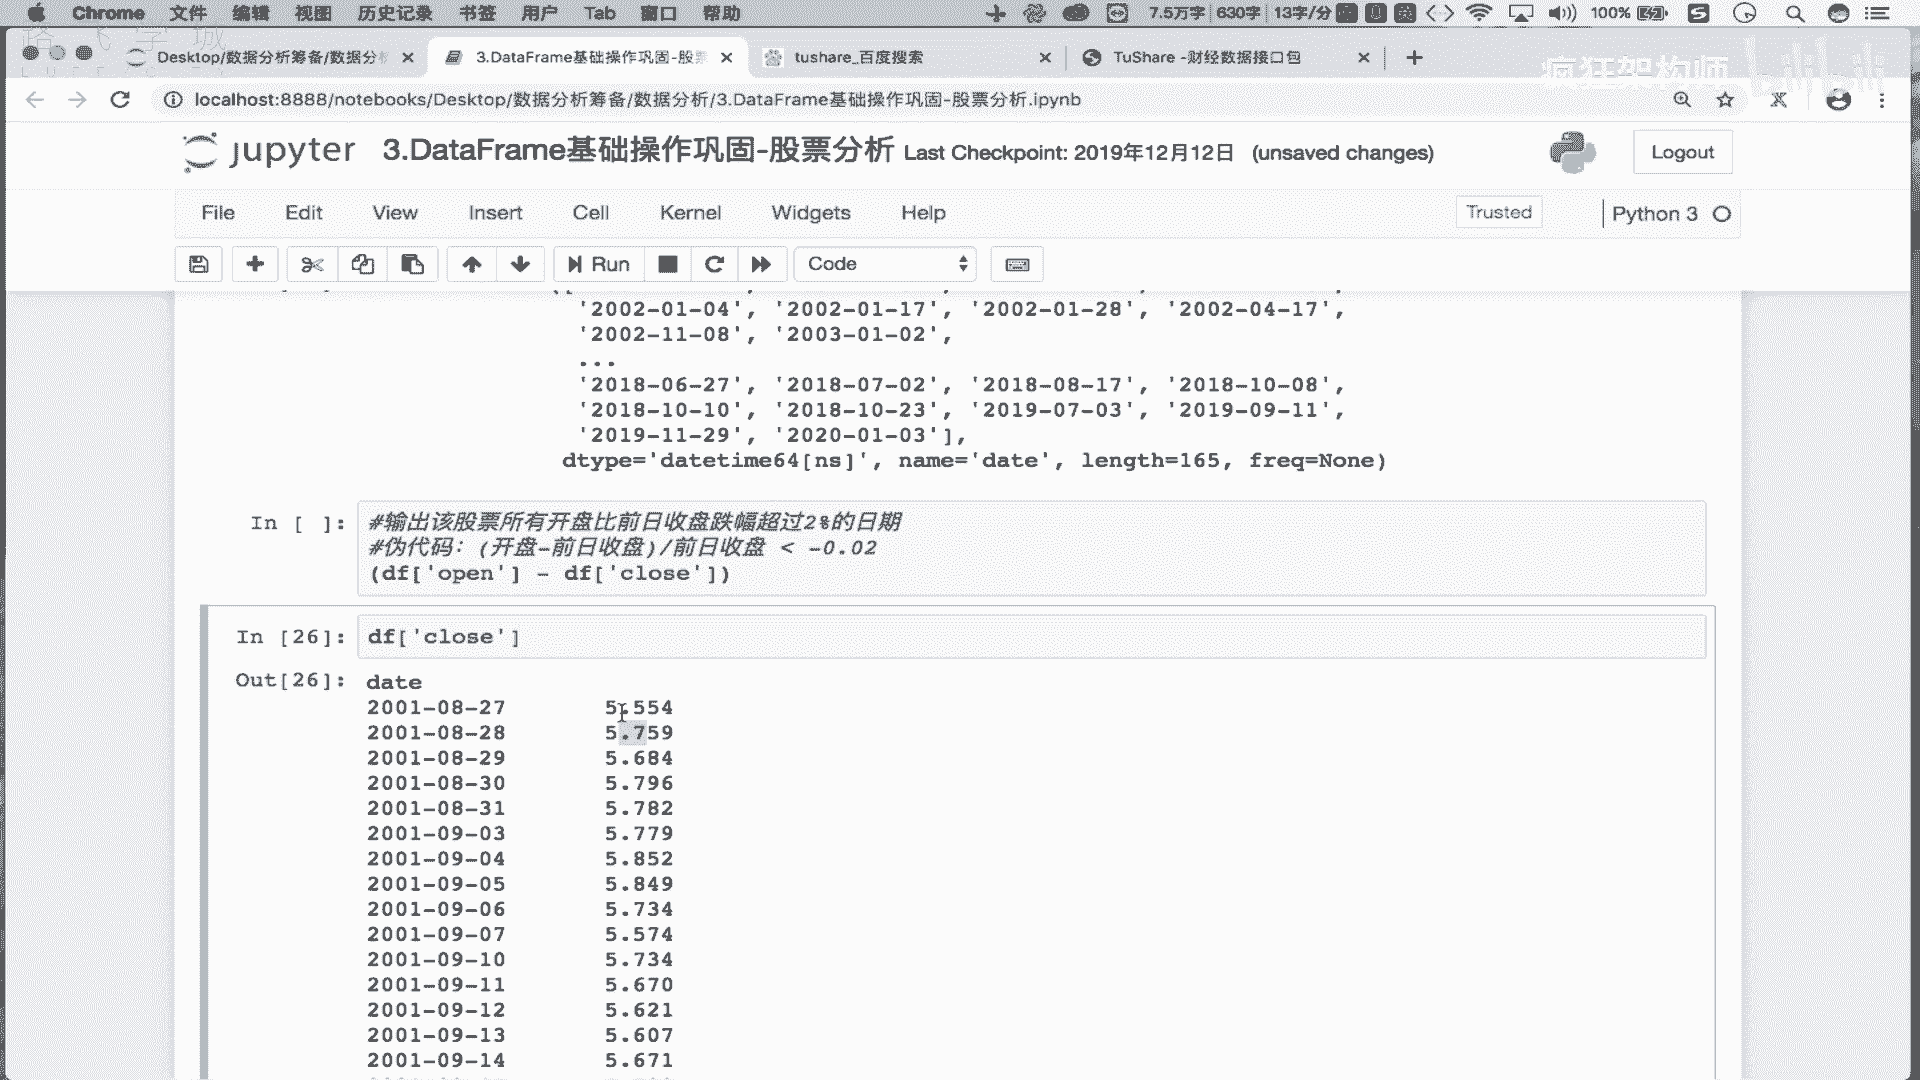 Chrome 文件 编辑 视图 历史记录 书签 用户 Tab 窗口 帮助 7.5万字 630字 13字/分 100%
Desktop/数据分析筹备/数据分析 3.DataFrame基础操作巩固-股票 tushare_百度搜索 TuShare -财经数据接口包
疯狂架构师 bilibili
localhost:8888/notebooks/Desktop/数据分析筹备/数据分析/3.DataFrame基础操作巩固-股票分析.ipynb
jupyter 3.DataFrame基础操作巩固-股票分析 Last Checkpoint: 2019年12月12日 (unsaved changes) Logout
File Edit View Insert Cell Kernel Widgets Help Trusted Python 3
Run Code
'2002-01-04', '2002-01-17', '2002-01-28', '2002-04-17',
'2002-11-08', '2003-01-02',
...
'2018-06-27', '2018-07-02', '2018-08-17', '2018-10-08',
'2018-10-10', '2018-10-23', '2019-07-03', '2019-09-11',
'2019-11-29', '2020-01-03'],
dtype='datetime64[ns]', name='date', length=165, freq=None)
In [ ]: #输出该股票所有开盘比前日收盘跌幅超过2%的日期
#伪代码：(开盘-前日收盘)/前日收盘 < -0.02
(df['open'] - df['close'])
In [26]: df['close']
Out[26]: date
2001-08-27 5.554
2001-08-28 5.759
2001-08-29 5.684
2001-08-30 5.796
2001-08-31 5.782
2001-09-03 5.779
2001-09-04 5.852
2001-09-05 5.849
2001-09-06 5.734
2001-09-07 5.574
2001-09-10 5.734
2001-09-11 5.670
2001-09-12 5.621
2001-09-13 5.607
2001-09-14 5.671